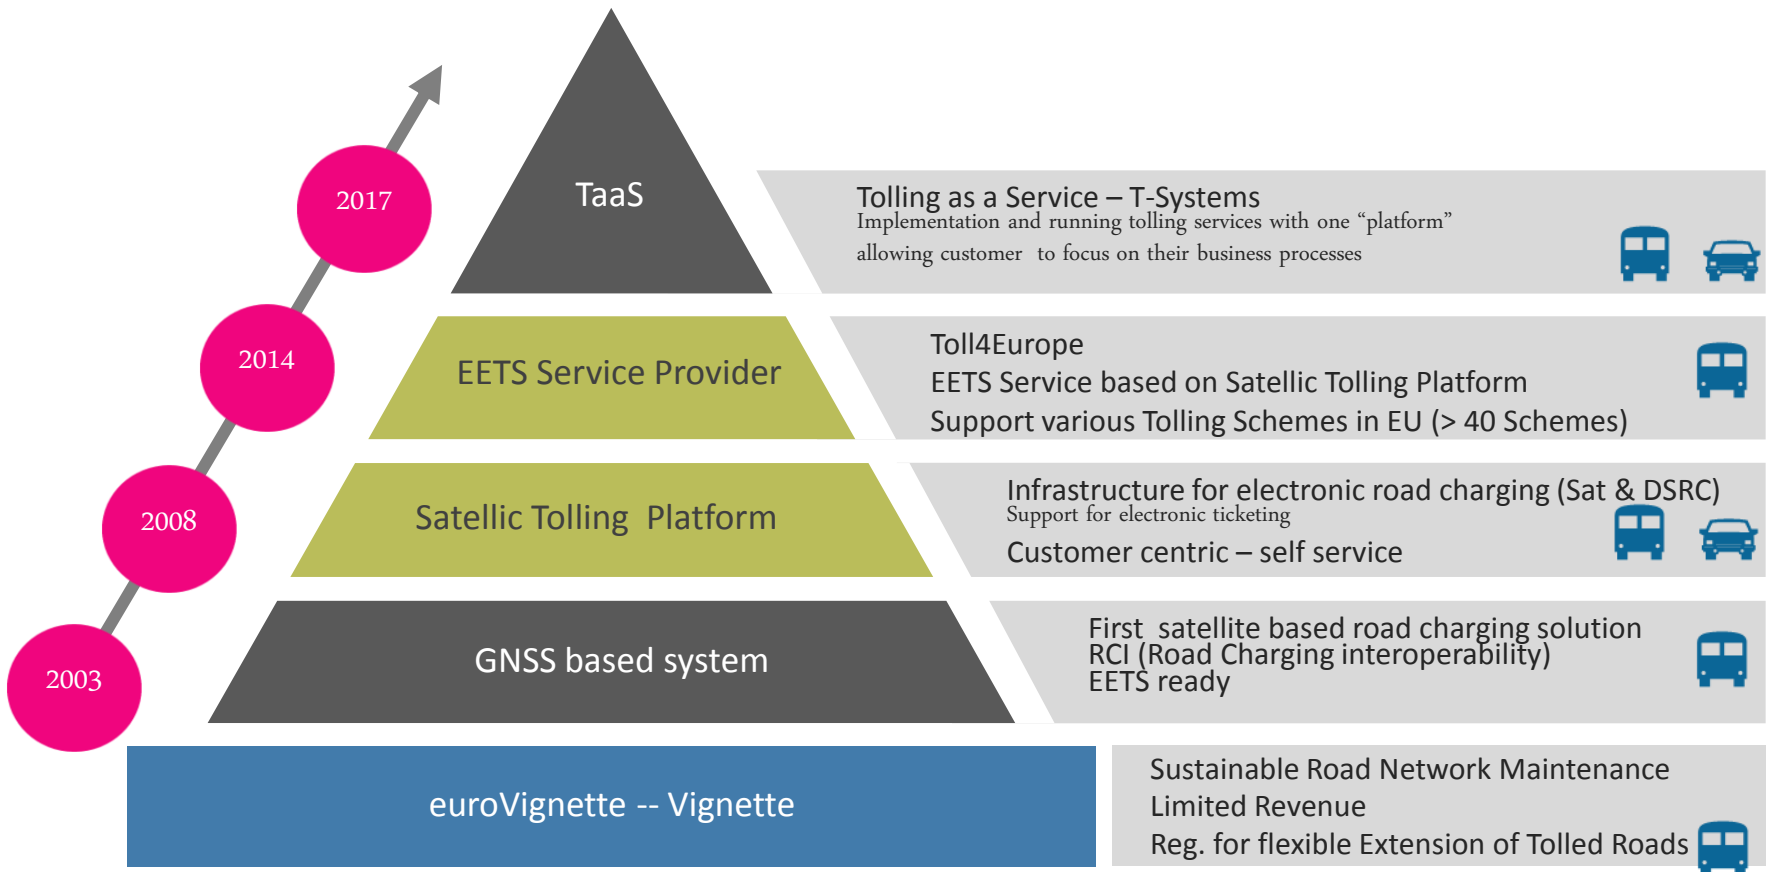 2017
TaaS
Tolling as a Service – T-Systems
Implementation and running tolling services with one “platform”
allowing customer to focus on their business processes
2014
EETS Service Provider
Toll4Europe
EETS Service based on Satellic Tolling Platform
Support various Tolling Schemes in EU (> 40 Schemes)
2008
Satellic Tolling Platform
Infrastructure for electronic road charging (Sat & DSRC)
Support for electronic ticketing
Customer centric – self service
2003
GNSS based system
First satellite based road charging solution
RCI (Road Charging interoperability)
EETS ready
euroVignette -- Vignette
Sustainable Road Network Maintenance
Limited Revenue
Reg. for flexible Extension of Tolled Roads